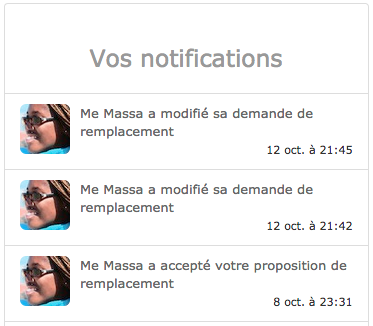 Vos notifications
Me Massa a modifié sa demande de
remplacement
12 oct. à 21:45
Me Massa a modifié sa demande de
remplacement
12 oct. à 21:42
Me Massa a accepté votre proposition de
remplacement
8 oct. à 23:31